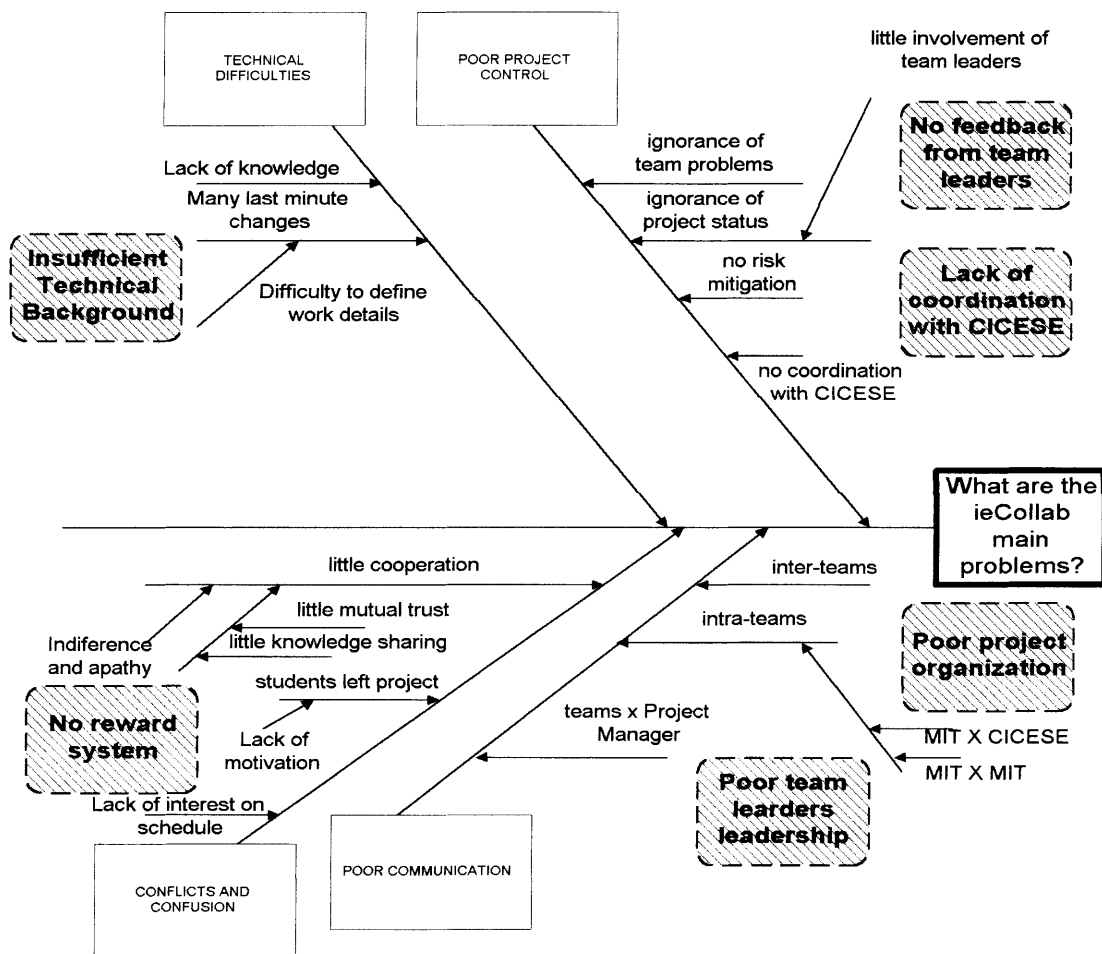 TECHNICAL
DIFFICULTIES
POOR PROJECT
CONTROL
little involvement of
team leaders
No feedback
from team
leaders
ignorance of
team problems
Lack of knowledge
Many last minute
changes
ignorance of
project status
Insufficient
Technical
Background
no risk
mitigation
Lack of
coordination
with CICESE
Difficulty to define
work details
no coordination
with CICESE
What are the
ieCollab
main
problems?
little cooperation
inter-teams
little mutual trust
intra-teams
Indiference
and apathy
little knowledge sharing
Poor project
organization
students left project
No reward
system
teams x Project
Manager
Lack of
motivation
MIT X CICESE
MIT X MIT
Poor team
learders
leadership
Lack of interest on
schedule
CONFLICTS AND
CONFUSION
POOR COMMUNICATION